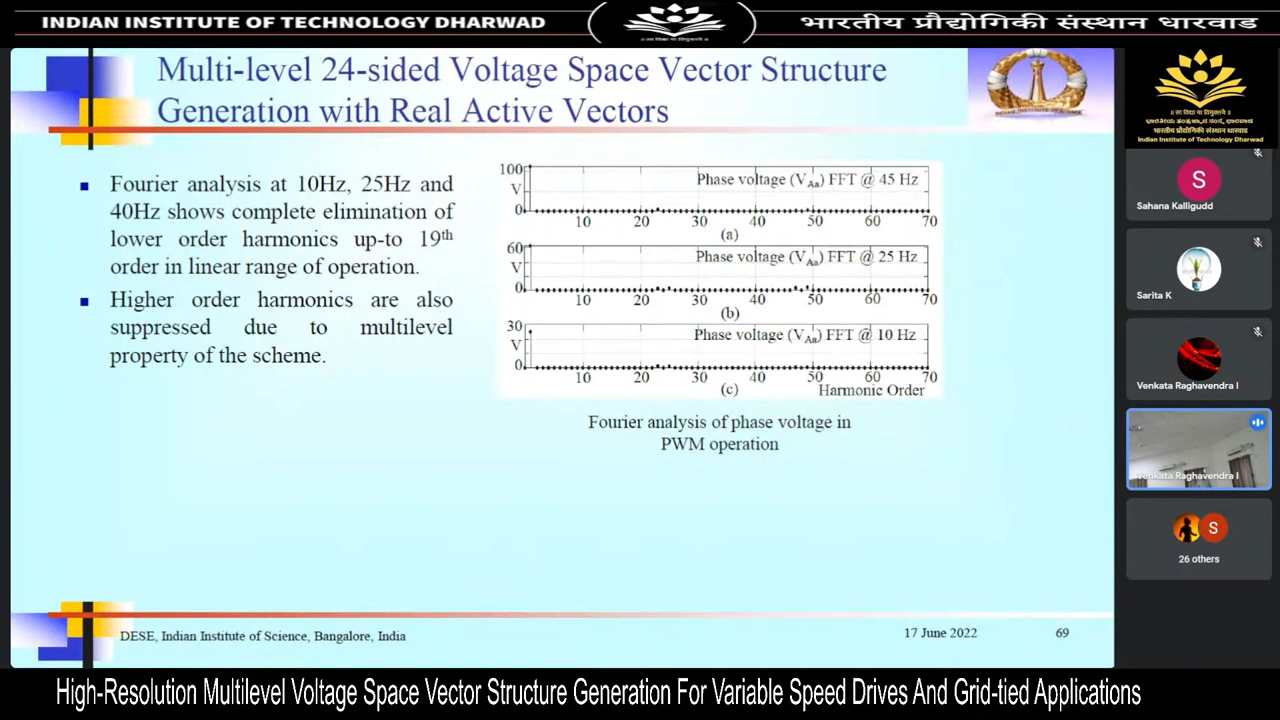 INDIAN INSTITUTE OF TECHNOLOGY DHARWAD
भारतीय प्रौद्योगिकी संस्थान धारवाड
Multi-level 24-sided Voltage Space Vector Structure
Generation with Real Active Vectors
Fourier analysis at 10Hz, 25Hz and
40Hz shows complete elimination of
lower order harmonics up-to 19th
order in linear range of operation.
Higher order harmonics are also
suppressed due to multilevel
property of the scheme.
100
V
0
Phase voltage (VAa) FFT @ 45 Hz
10 20 30 40 50 60 70
(a)
60
V
0
Phase voltage (VAa) FFT @ 25 Hz
10 20 30 40 50 60 70
(b)
30
V
0
Phase voltage (VAa) FFT @ 10 Hz
10 20 30 40 50 60 70
(c) Harmonic Order
Fourier analysis of phase voltage in
PWM operation
DESE, Indian Institute of Science, Bangalore, India
17 June 2022
69
भारतीय प्रौद्योगिकी संस्थान धारवाड
Indian Institute of Technology Dharwad
S
Sahana Kalligudd
Sarita K
Venkata Raghavendra I
Venkata Raghavendra I
S
26 others
High-Resolution Multilevel Voltage Space Vector Structure Generation For Variable Speed Drives And Grid-tied Applications